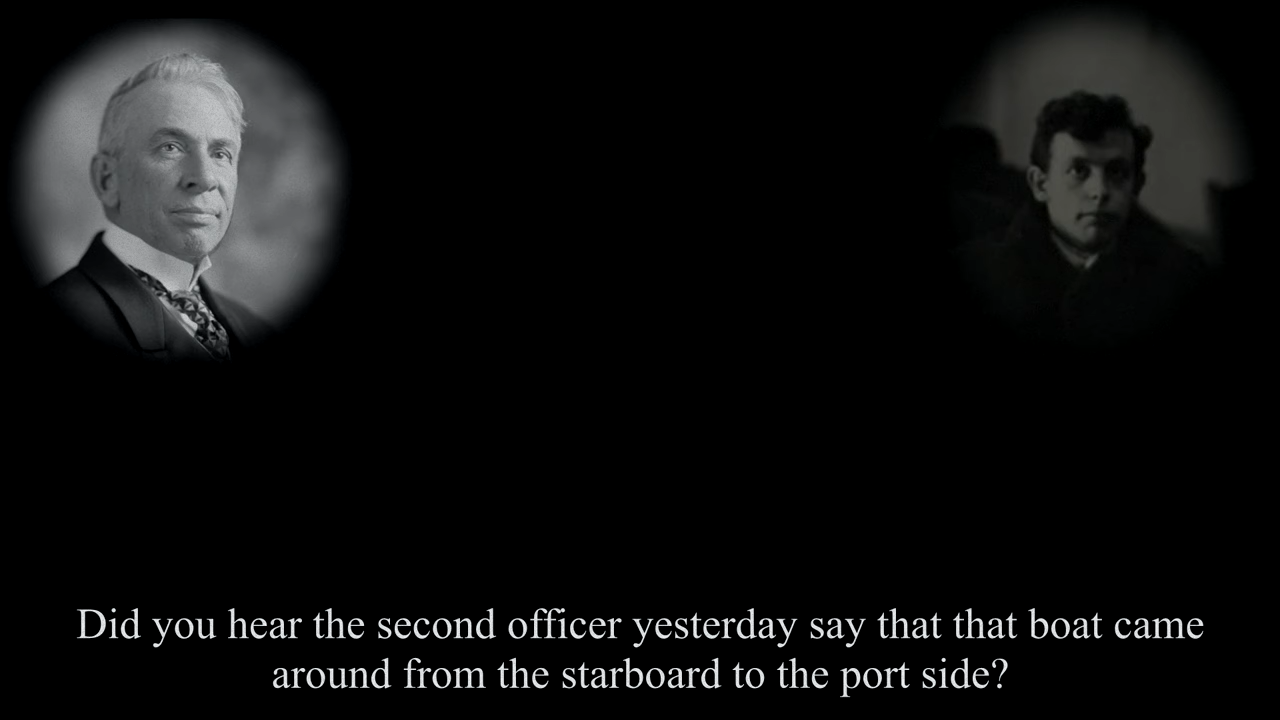 Did you hear the second officer yesterday say that that boat came
around from the starboard to the port side?